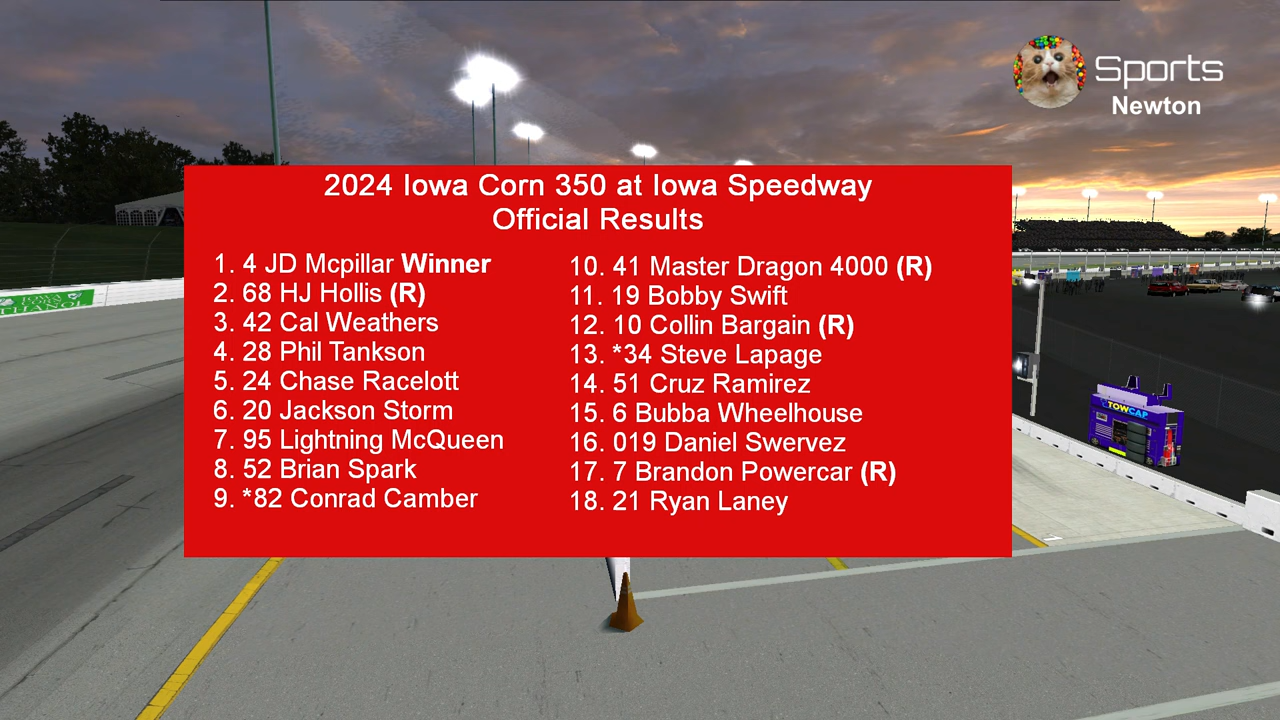 Sports
Newton
2024 Iowa Corn 350 at Iowa Speedway
Official Results
1. 4 JD Mcpillar Winner
2. 68 HJ Hollis (R)
3. 42 Cal Weathers
4. 28 Phil Tankson
5. 24 Chase Racelott
6. 20 Jackson Storm
7. 95 Lightning McQueen
8. 52 Brian Spark
9. *82 Conrad Camber
10. 41 Master Dragon 4000 (R)
11. 19 Bobby Swift
12. 10 Collin Bargain (R)
13. *34 Steve Lapage
14. 51 Cruz Ramirez
15. 6 Bubba Wheelhouse
16. 019 Daniel Swervez
17. 7 Brandon Powercar (R)
18. 21 Ryan Laney
TOWCAP